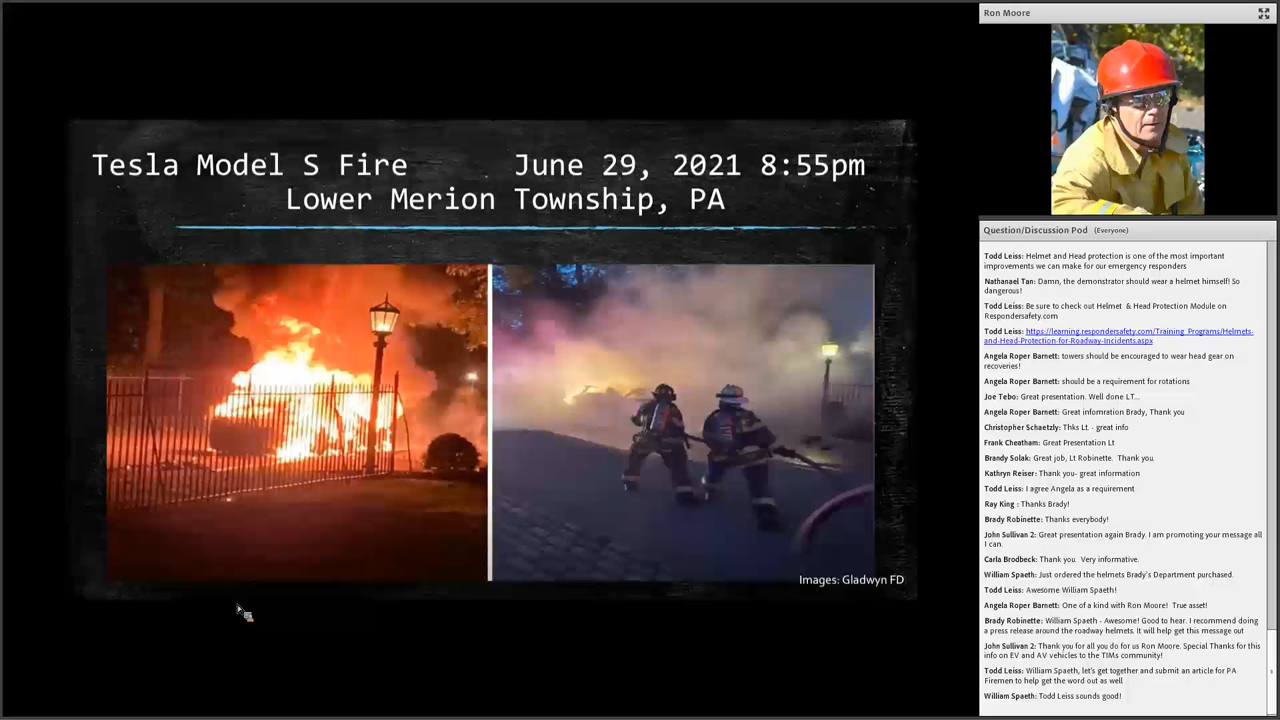 Tesla Model S Fire June 29, 2021 8:55pm
Lower Merion Township, PA
Images: Gladwyn FD
Ron Moore
Question/Discussion Pod (Everyone)
Todd Leiss: Helmet and Head protection is one of the most important
improvements we can make for our emergency responders
Nathanael Tan: Damn, the demonstrator should wear a helmet himself! So
dangerous!
Todd Leiss: Be sure to check out Helmet & Head Protection Module on
Respondersafety.com
Todd Leiss: https://learning.respondersafety.com/Training_Programs/Helmets-
and-Head-Protection-for-Roadway-Incidents.aspx
Angela Roper Barnett: towers should be encouraged to wear head gear on
recoveries!
Angela Roper Barnett: should be a requirement for rotations
Joe Tebo: Great presentation. Well done LT...
Angela Roper Barnett: Great infomration Brady, Thank you
Christopher Schaetzly: Thks Lt. - great info
Frank Cheatham: Great Presentation Lt
Brandy Solak: Great job, Lt Robinette. Thank you.
Kathryn Reiser: Thank you- great information
Todd Leiss: I agree Angela as a requirement
Ray King : Thanks Brady!
Brady Robinette: Thanks everybody!
John Sullivan 2: Great presentation again Brady. I am promoting your message all
I can.
Carla Brodbeck: Thank you. Very informative.
William Spaeth: Just ordered the helmets Brady's Department purchased.
Todd Leiss: Awesome William Spaeth!
Angela Roper Barnett: One of a kind with Ron Moore! True asset!
Brady Robinette: William Spaeth - Awesome! Good to hear. I recommend doing
a press release around the roadway helmets. It will help get this message out
John Sullivan 2: Thank you for all you do for us Ron Moore. Special Thanks for this
info on EV and AV vehicles to the TIMs community!
Todd Leiss: William Spaeth, let's get together and submit an article for PA
Firemen to help get the word out as well
William Spaeth: Todd Leiss sounds good!